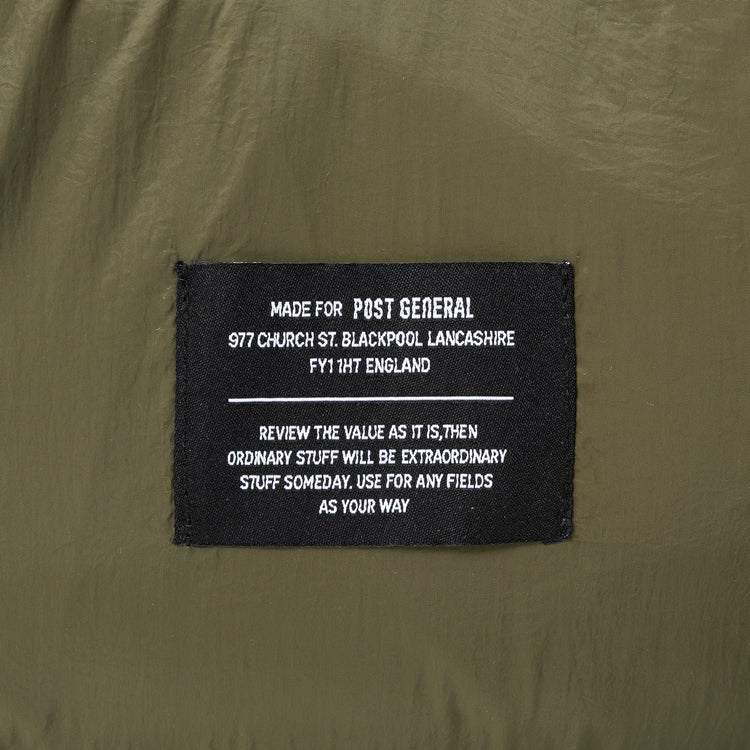 MADE FOR POST GENERAL
977 CHURCH ST. BLACKPOOL LANCASHIRE
FY1 1HT ENGLAND
REVIEW THE VALUE AS IT IS,THEN
ORDINARY STUFF WILL BE EXTRAORDINARY
STUFF SOMEDAY. USE FOR ANY FIELDS
AS YOUR WAY